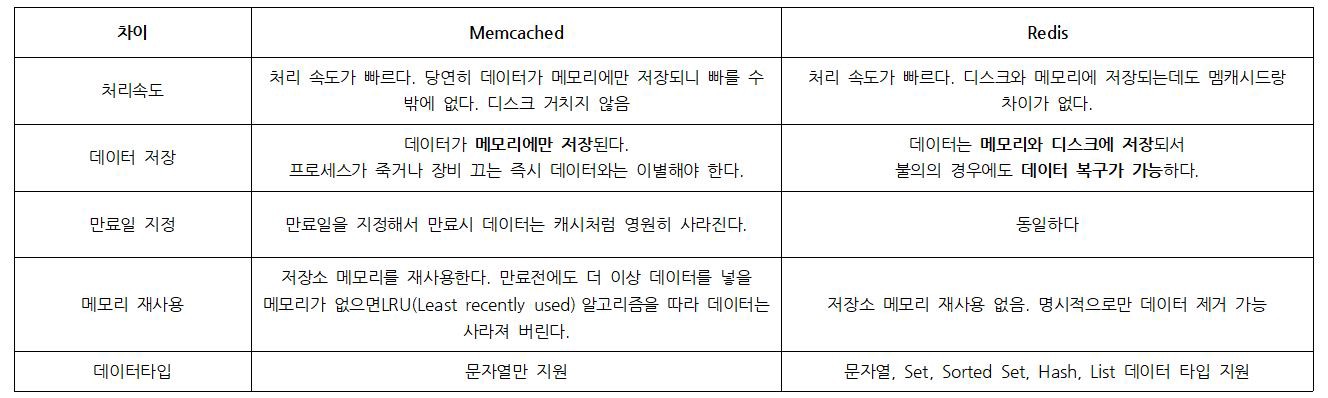 차이
Memcached
Redis
처리속도
처리 속도가 빠르다. 당연히 데이터가 메모리에만 저장되니 빠를 수
밖에 없다. 디스크 거치지 않음
처리 속도가 빠르다. 디스크와 메모리에 저장되는데도 멤캐시드랑
차이가 없다.
데이터 저장
데이터가 메모리에만 저장된다.
프로세스가 죽거나 장비 끄는 즉시 데이터와는 이별해야 한다.
데이터는 메모리와 디스크에 저장되서
불의의 경우에도 데이터 복구가 가능하다.
만료일 지정
만료일을 지정해서 만료시 데이터는 캐시처럼 영원히 사라진다.
동일하다
메모리 재사용
저장소 메모리를 재사용한다. 만료전에도 더 이상 데이터를 넣을
메모리가 없으면LRU(Least recently used) 알고리즘을 따라 데이터는
사라져 버린다.
저장소 메모리 재사용 없음. 명시적으로만 데이터 제거 가능
데이터타입
문자열만 지원
문자열, Set, Sorted Set, Hash, List 데이터 타입 지원